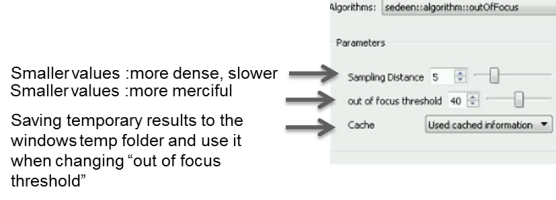 Algorithms: sedeen::algorithm::outOfFocus
Parameters
Smaller values :more dense, slower
Sampling Distance 5
Smaller values :more merciful
out of focus threshold 40
Saving temporary results to the
windows temp folder and use it
when changing “out of focus
threshold”
Cache Used cached information